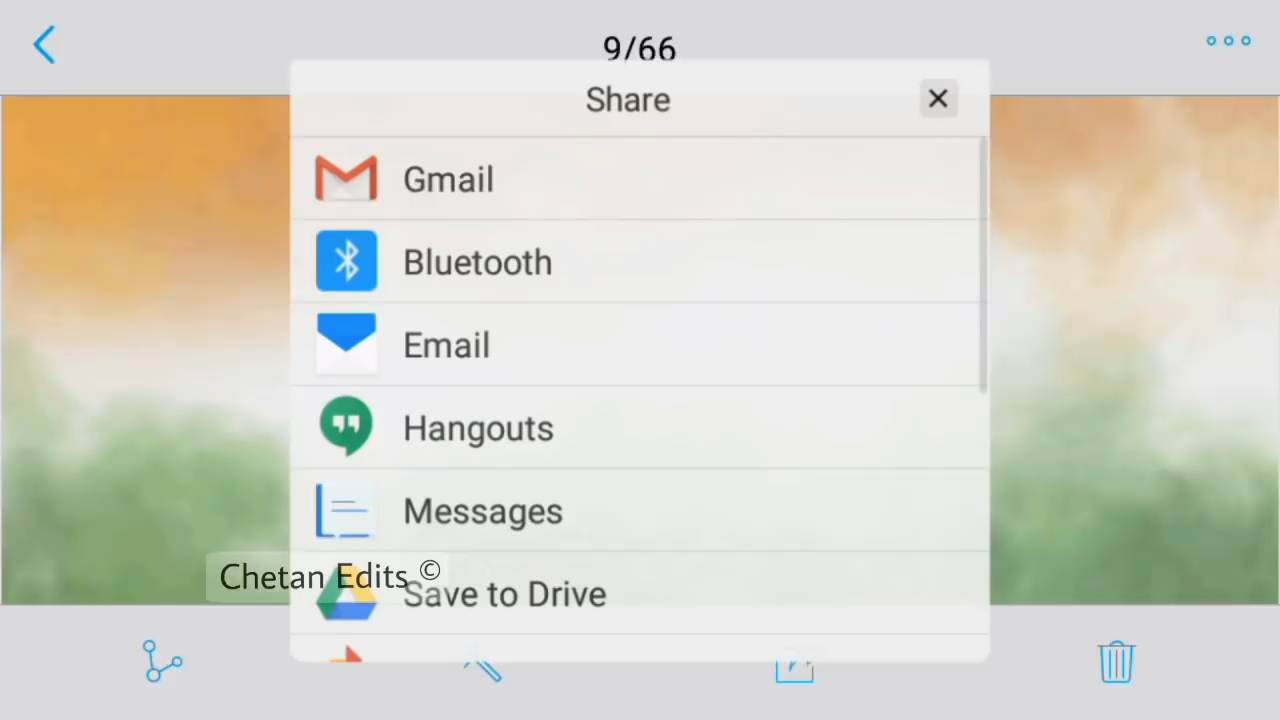 9/66
Share
Gmail
Bluetooth
Email
Hangouts
Messages
Chetan Edits ©
Save to Drive